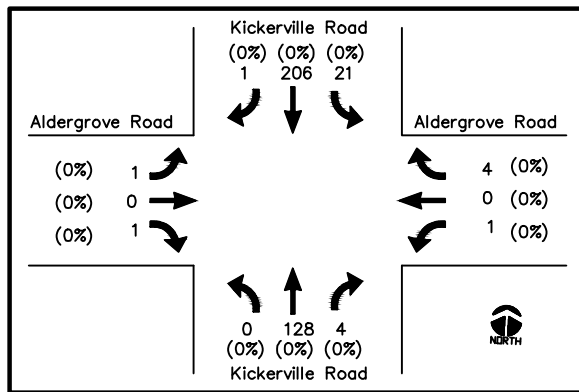 Kickerville Road
(0%) (0%) (0%)
1 206 21
Aldergrove Road
Aldergrove Road
(0%) 1
4 (0%)
(0%) 0
0 (0%)
(0%) 1
1 (0%)
0 128 4
(0%) (0%) (0%)
Kickerville Road
NORTH